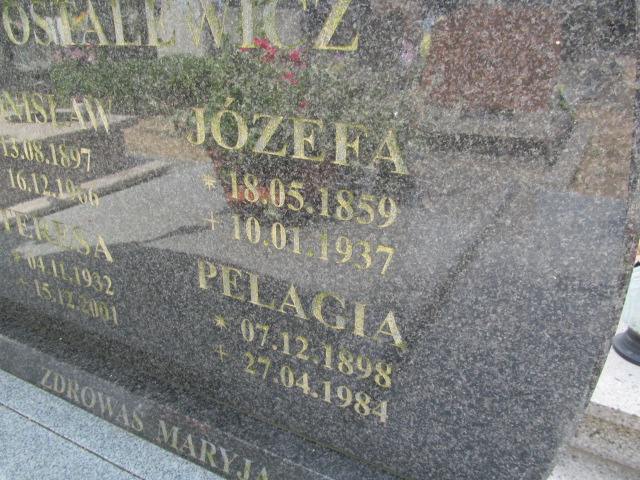 OSTALEWICZ
NISŁAW
13.08.1897
16.12.1966
TERESA
* 04.11.1932
+ 15.12.2001
JÓZEFA
* 18.05.1859
+ 10.01.1937
PELAGIA
* 07.12.1898
+ 27.04.1984
ZDROWAŚ MARYJA